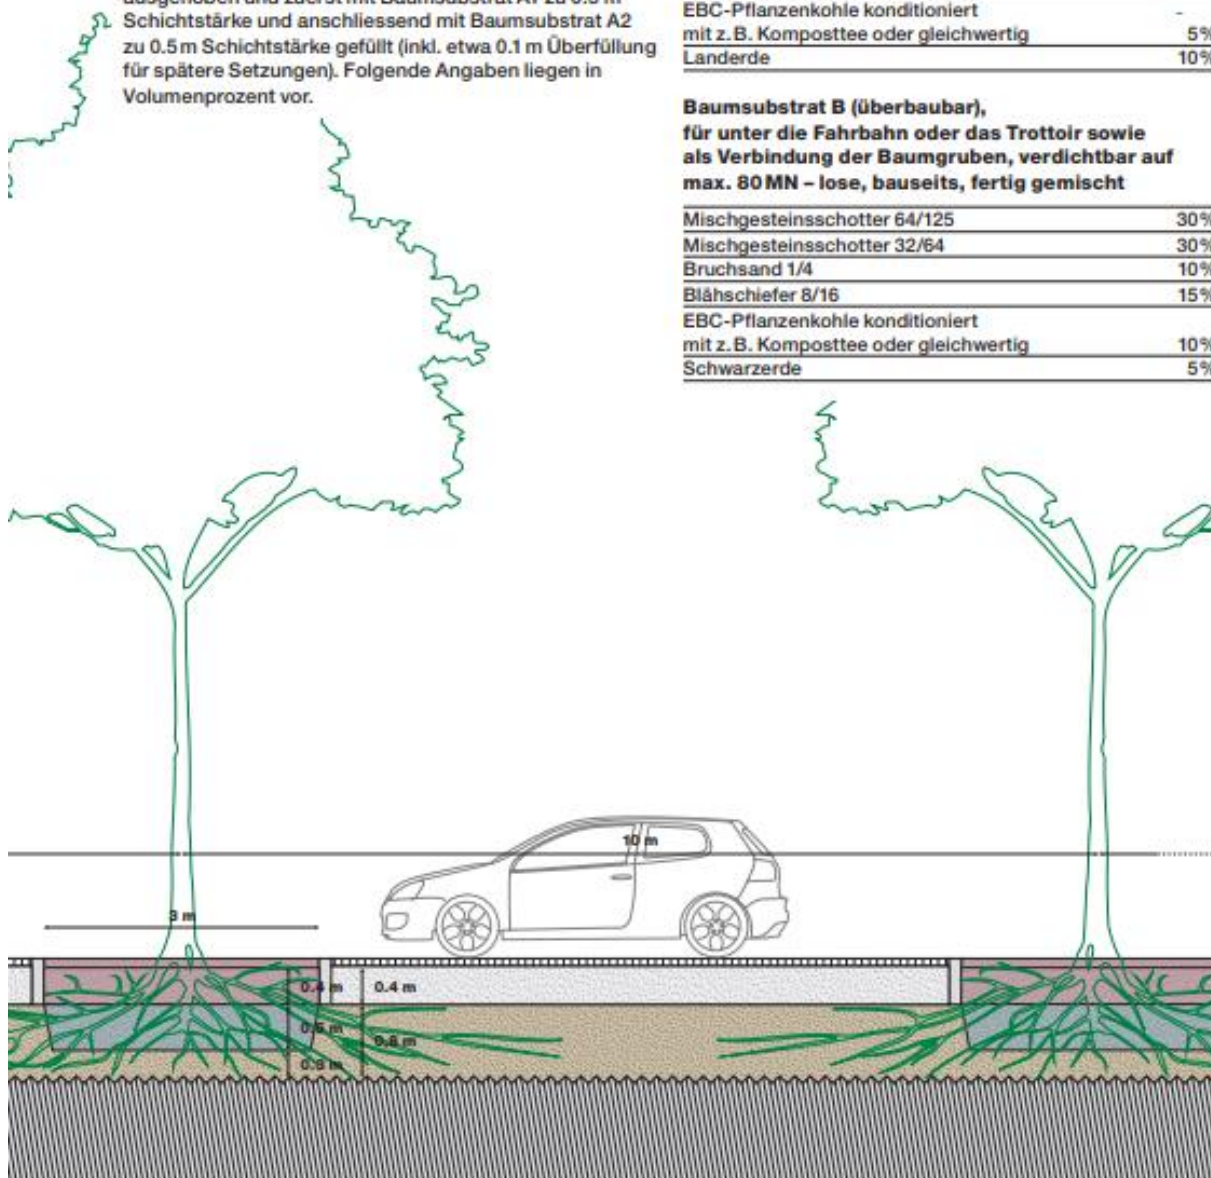 Schichtstärke und anschliessend mit Baumsubstrat A2
zu 0.5 m Schichtstärke gefüllt (inkl. etwa 0.1 m Überfüllung
für spätere Setzungen). Folgende Angaben liegen in
Volumenprozent vor.
EBC-Pflanzenkohle konditioniert
mit z. B. Komposttee oder gleichwertig 5%
Landerde 10%
Baumsubstrat B (überbaubar),
für unter die Fahrbahn oder das Trottoir sowie
als Verbindung der Baumgruben, verdichtbar auf
max. 80 MN – lose, bauseits, fertig gemischt
Mischgesteinsschotter 64/125 30%
Mischgesteinsschotter 32/64 30%
Bruchsand 1/4 10%
Blähschiefer 8/16 15%
EBC-Pflanzenkohle konditioniert
mit z. B. Komposttee oder gleichwertig 10%
Schwarzerde 5%
10 m
3 m
0.4 m 0.4 m
0.8 m